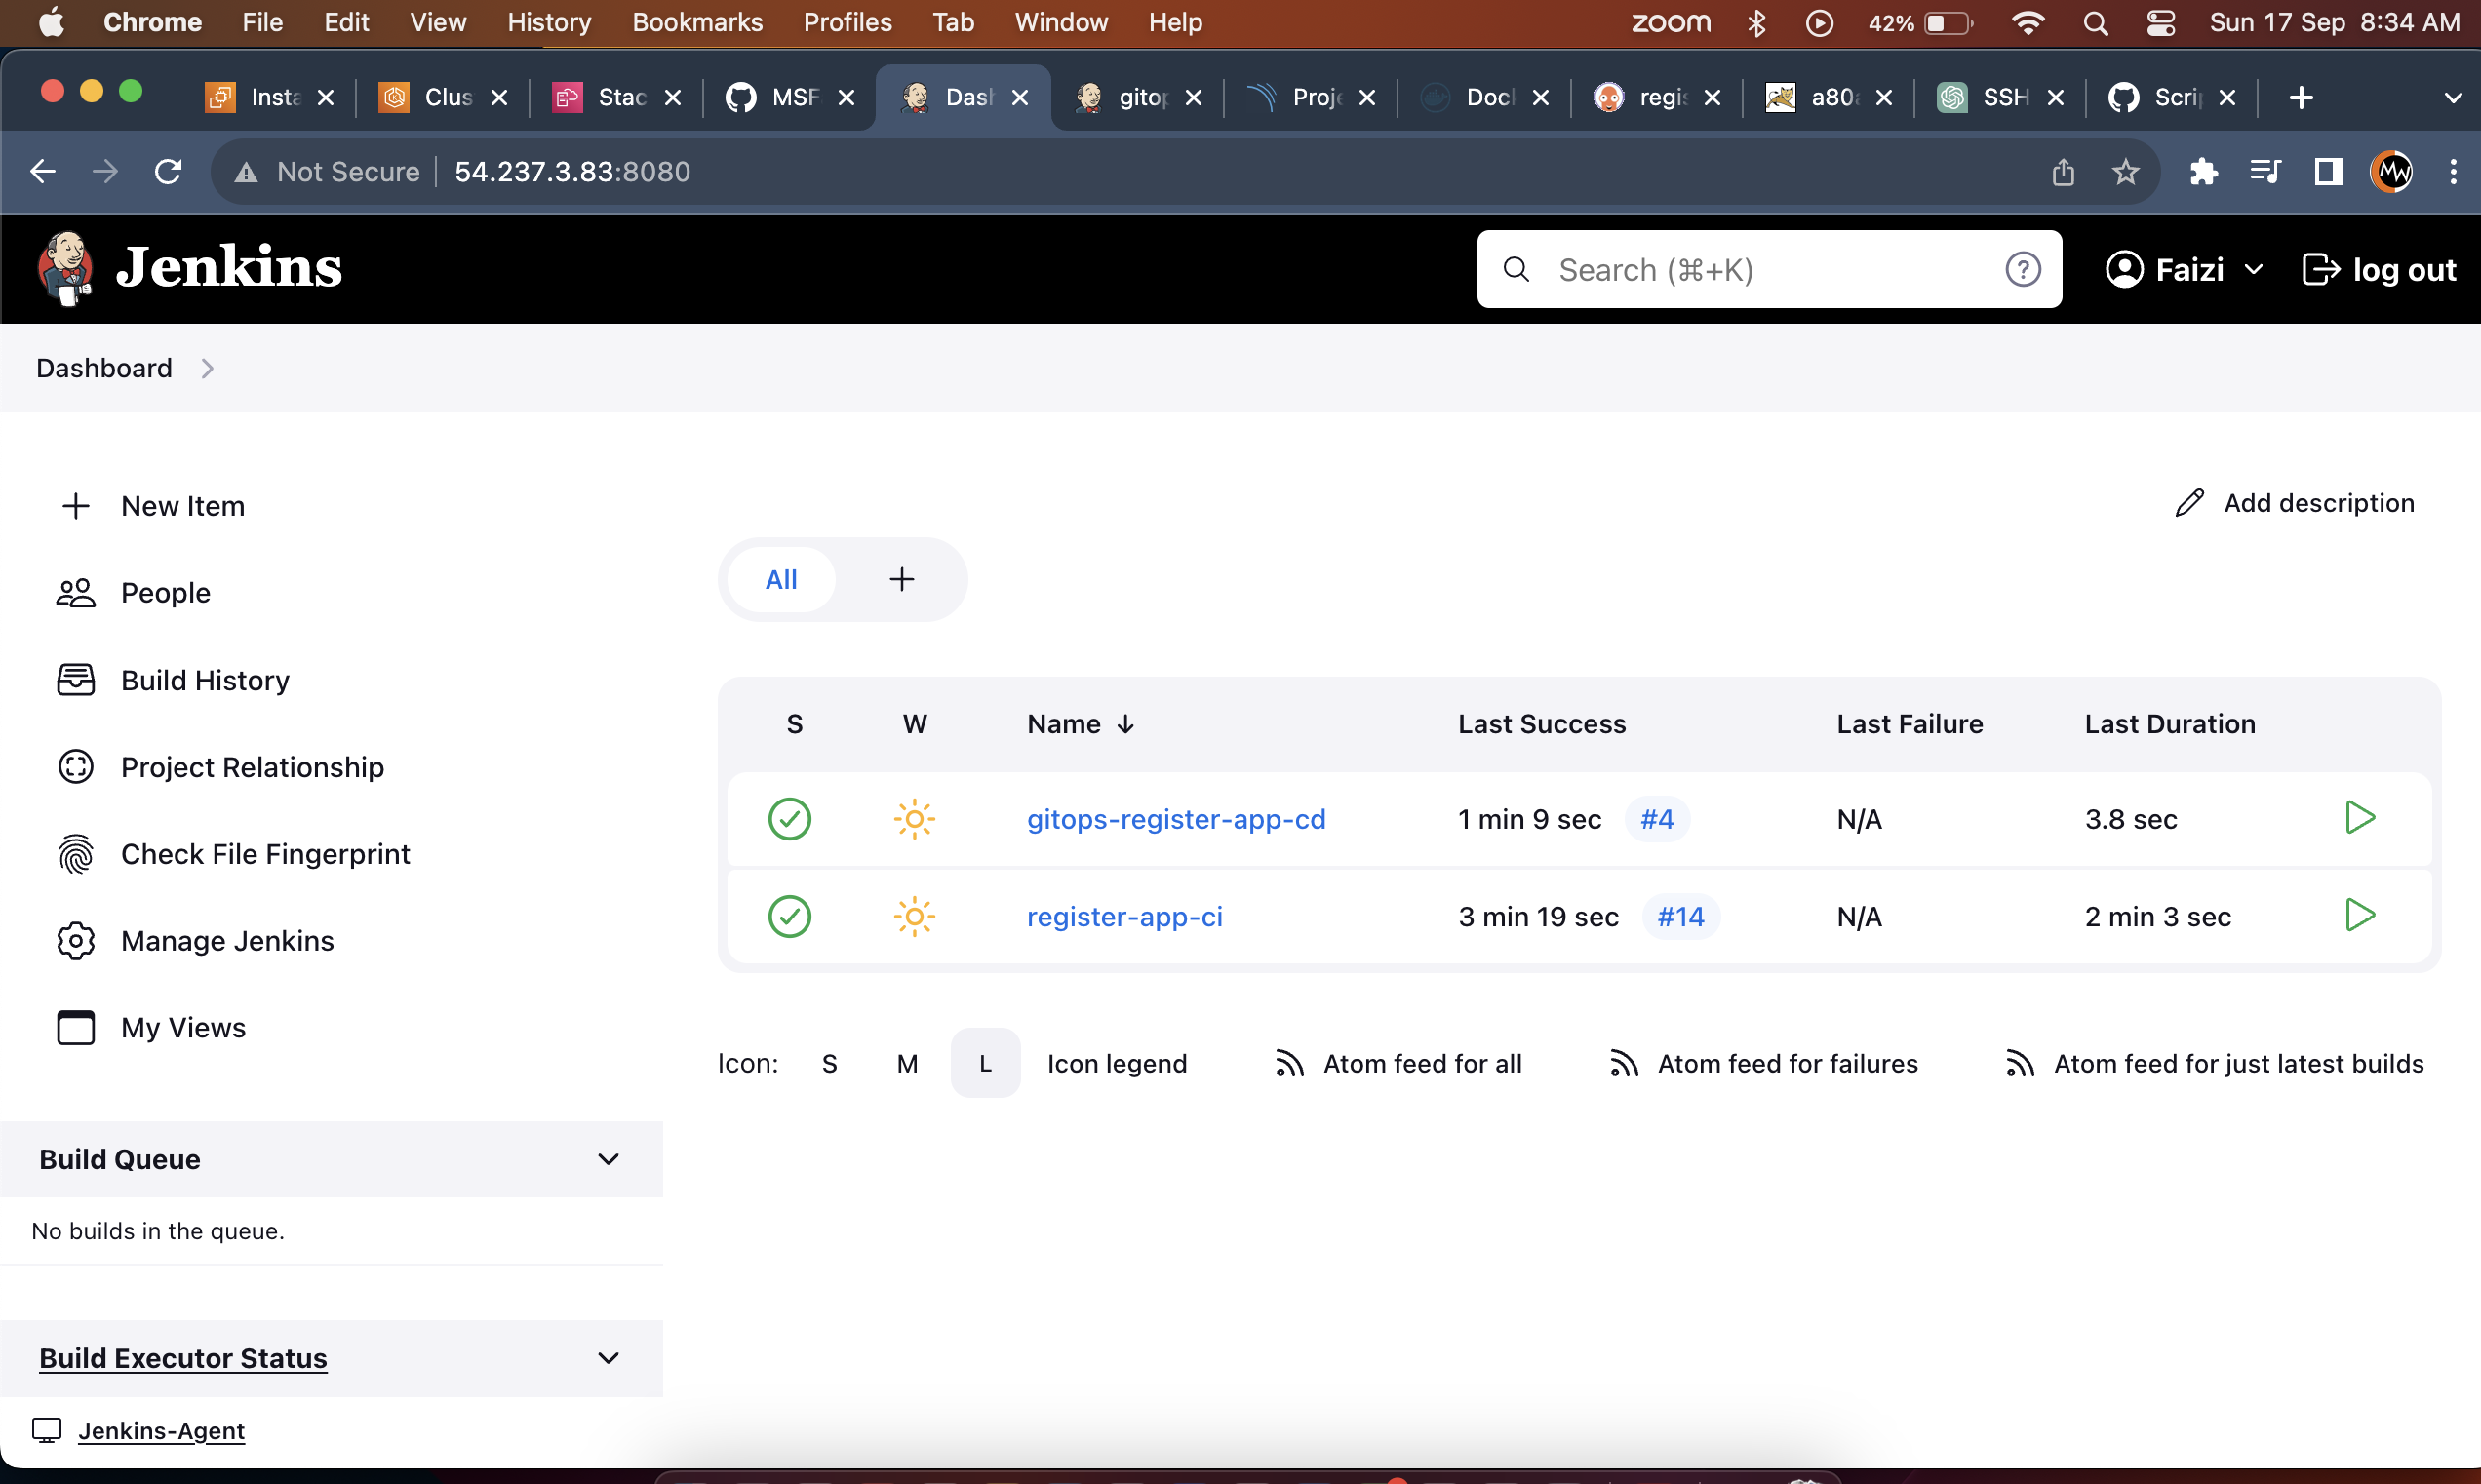 Chrome File Edit View History Bookmarks Profiles Tab Window Help zoom 42% Sun 17 Sep 8:34 AM
Insta Clus Stac MSF Dash gitop Proje Dock regis a80a SSH Scrip
Not Secure 54.237.3.83:8080
Jenkins Search (⌘+K) Faizi log out
Dashboard
New Item
People
Build History
Project Relationship
Check File Fingerprint
Manage Jenkins
My Views
Build Queue
No builds in the queue.
Build Executor Status
Jenkins-Agent
Add description
All
S W Name ↓ Last Success Last Failure Last Duration
gitops-register-app-cd 1 min 9 sec #4 N/A 3.8 sec
register-app-ci 3 min 19 sec #14 N/A 2 min 3 sec
Icon: S M L Icon legend Atom feed for all Atom feed for failures Atom feed for just latest builds